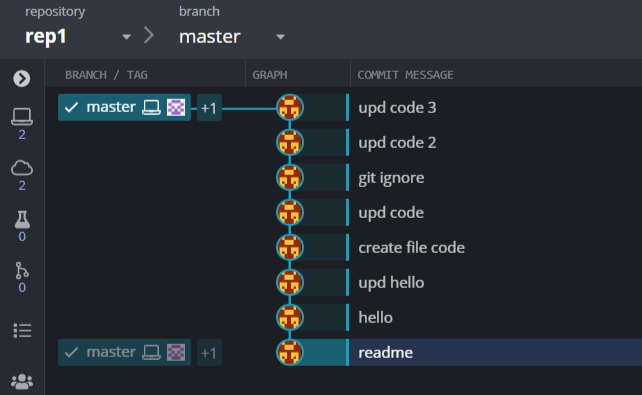 repository branch
rep1 master
BRANCH / TAG GRAPH COMMIT MESSAGE
master +1 upd code 3
2 upd code 2
2 git ignore
0 upd code
create file code
0 upd hello
hello
master +1 readme